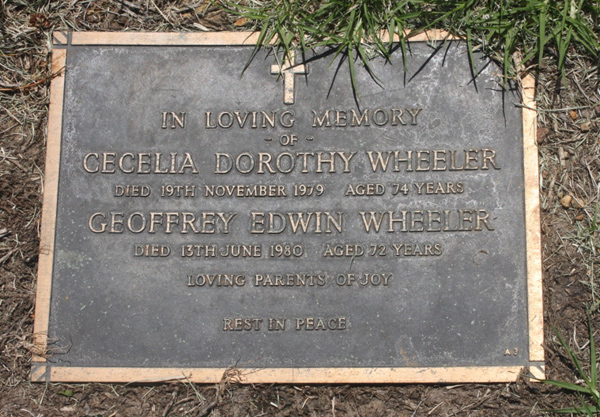 IN LOVING MEMORY
- OF -
CECELIA DOROTHY WHEELER
DIED 19TH NOVEMBER 1979 AGED 74 YEARS
GEOFFREY EDWIN WHEELER
DIED 13TH JUNE 1980 AGED 72 YEARS
LOVING PARENTS OF JOY
REST IN PEACE